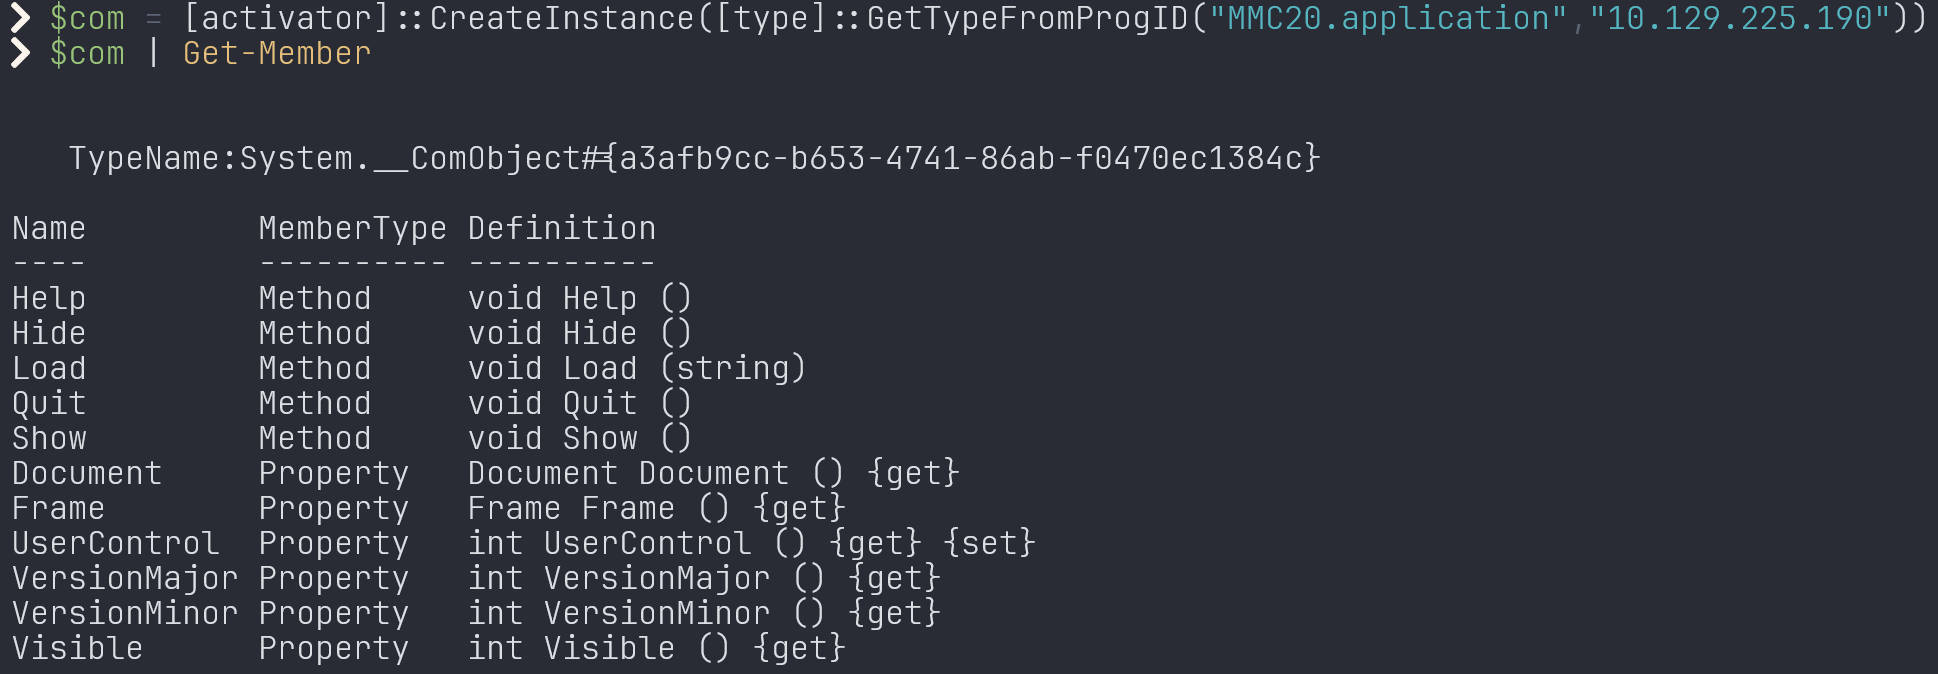 ❯ $com = [activator]::CreateInstance([type]::GetTypeFromProgID("MMC20.application","10.129.225.190"))
❯ $com | Get-Member
TypeName:System.__ComObject#{a3afb9cc-b653-4741-86ab-f0470ec1384c}
Name         MemberType Definition
----         ---------- ----------
Help         Method     void Help ()
Hide         Method     void Hide ()
Load         Method     void Load (string)
Quit         Method     void Quit ()
Show         Method     void Show ()
Document     Property   Document Document () {get}
Frame        Property   Frame Frame () {get}
UserControl  Property   int UserControl () {get} {set}
VersionMajor Property   int VersionMajor () {get}
VersionMinor Property   int VersionMinor () {get}
Visible      Property   int Visible () {get}